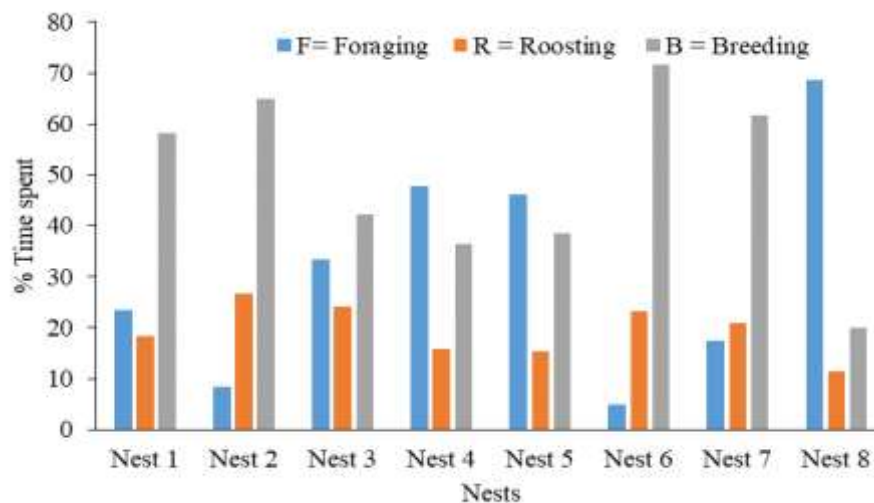 80
70
60
50
40
30
20
10
0
% Time spent
F= Foraging R = Roosting B = Breeding
Nest 1 Nest 2 Nest 3 Nest 4 Nest 5 Nest 6 Nest 7 Nest 8
Nests